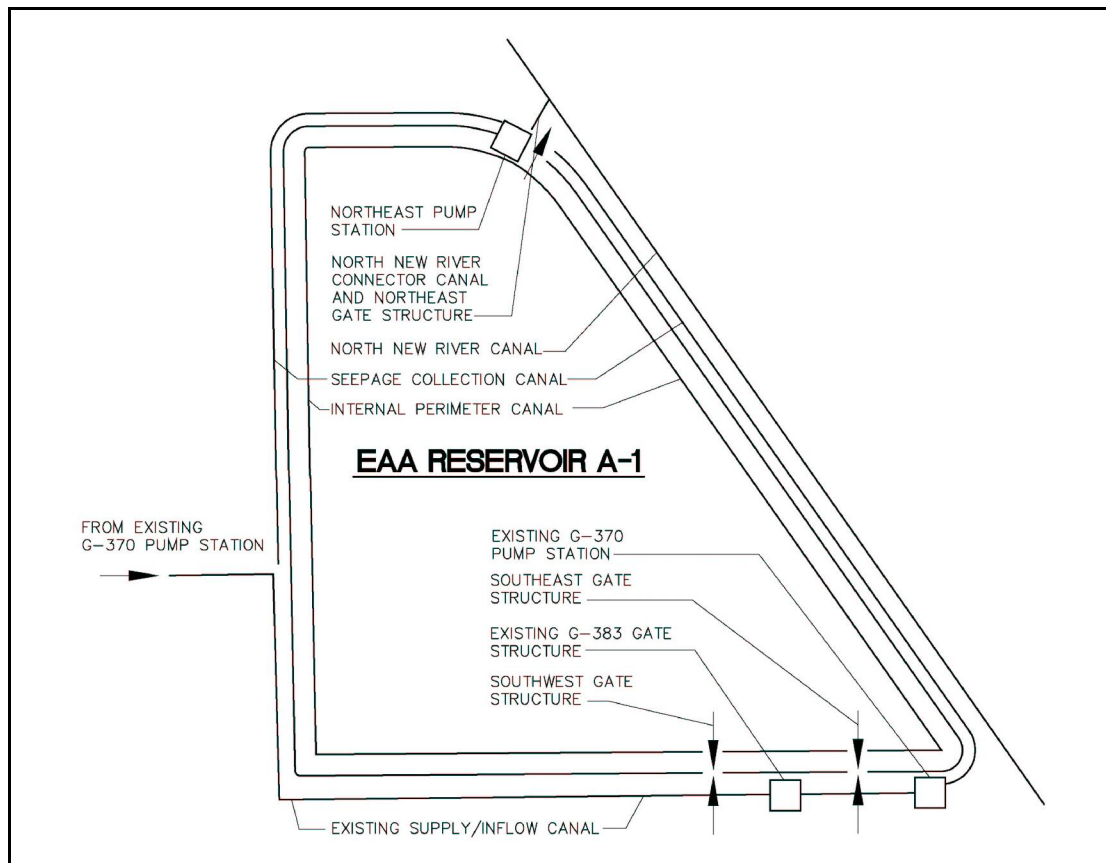 NORTHEAST PUMP
STATION
NORTH NEW RIVER
CONNECTOR CANAL
AND NORTHEAST
GATE STRUCTURE
NORTH NEW RIVER CANAL
SEEPAGE COLLECTION CANAL
INTERNAL PERIMETER CANAL
EAA RESERVOIR A-1
FROM EXISTING
G-370 PUMP STATION
EXISTING G-370
PUMP STATION
SOUTHEAST GATE
STRUCTURE
EXISTING G-383 GATE
STRUCTURE
SOUTHWEST GATE
STRUCTURE
EXISTING SUPPLY/INFLOW CANAL